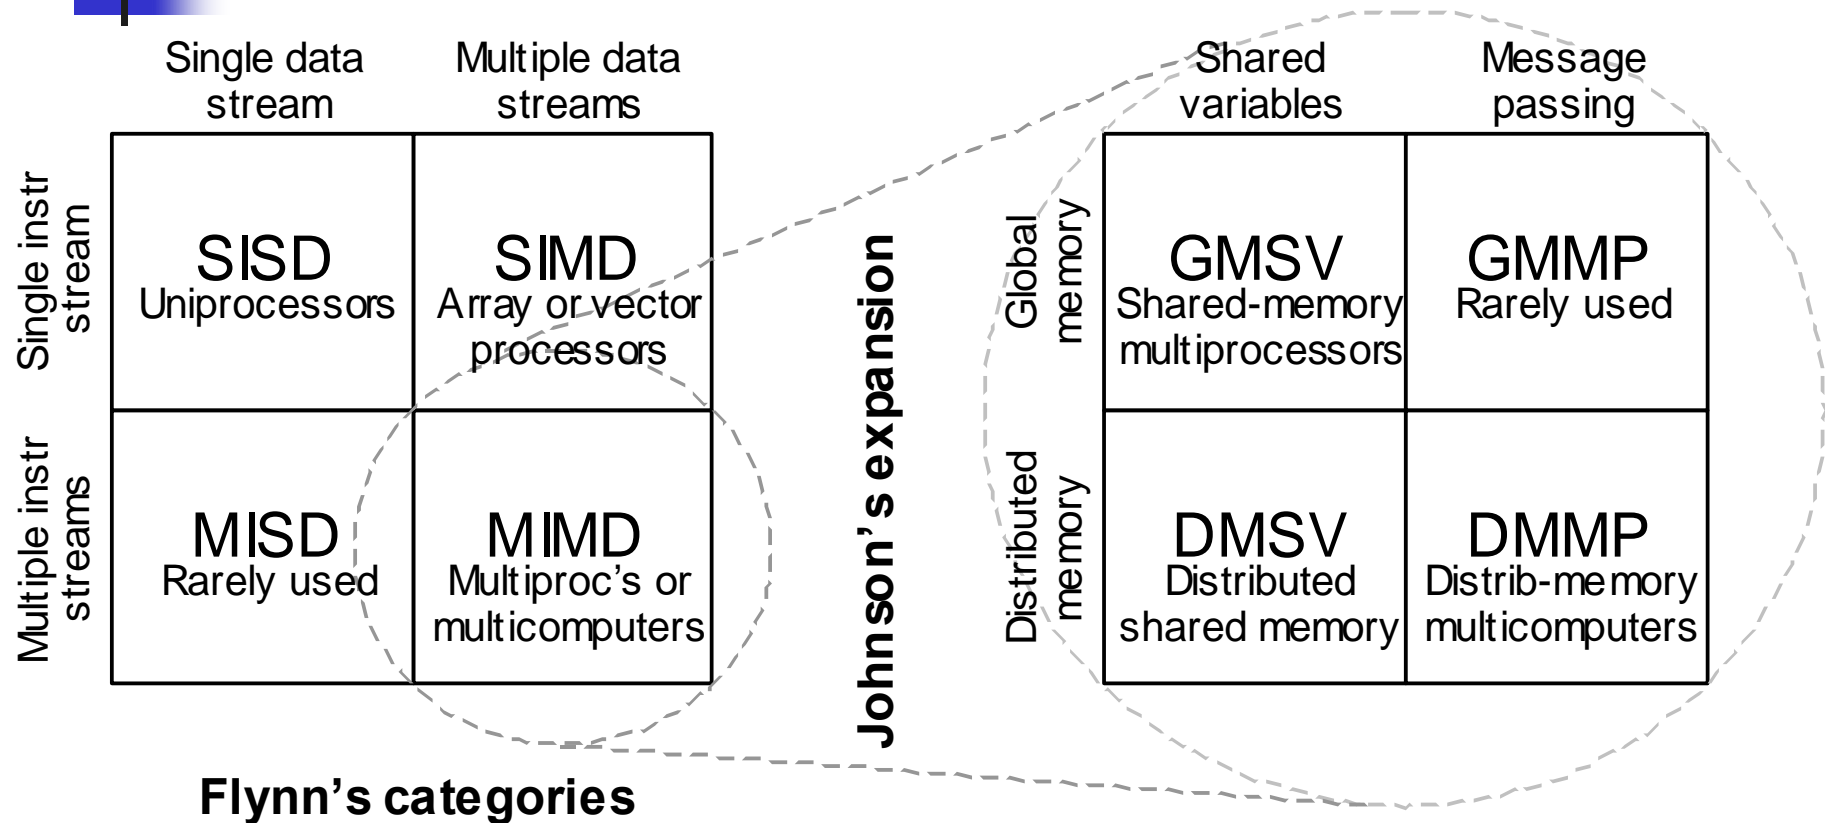 Single data
stream
Multiple data
streams
Single instr
stream
SISD
Uniprocessors
SIMD
Array or vector
processors
Multiple instr
streams
MISD
Rarely used
MIMD
Multiproc's or
multicomputers
Flynn's categories
Johnson's expansion
Shared
variables
Message
passing
Global
memory
GMSV
Shared-memory
multiprocessors
GMMP
Rarely used
Distributed
memory
DMSV
Distributed
shared memory
DMMP
Distrib-memory
multicomputers